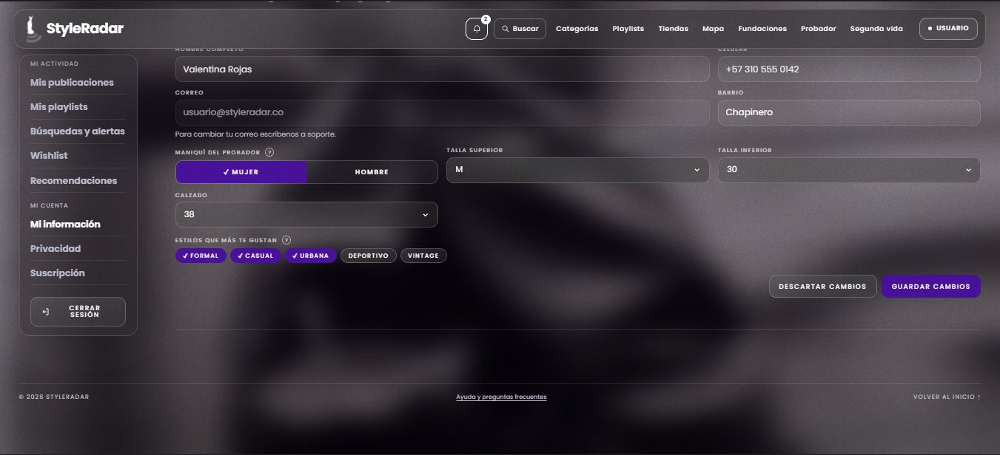 StyleRadar
2
Buscar
Categorías
Playlists
Tiendas
Mapa
Fundaciones
Probador
Segunda vida
USUARIO
MI ACTIVIDAD
Mis publicaciones
Mis playlists
Búsquedas y alertas
Wishlist
Recomendaciones
MI CUENTA
Mi información
Privacidad
Suscripción
CERRAR
SESIÓN
NOMBRE COMPLETO
Valentina Rojas
CELULAR
+57 310 555 0142
CORREO
usuario@styleradar.co
Para cambiar tu correo escríbenos a soporte.
BARRIO
Chapinero
MANIQUÍ DEL PROBADOR ?
✓ MUJER
HOMBRE
TALLA SUPERIOR
M
TALLA INFERIOR
30
CALZADO
38
ESTILOS QUE MÁS TE GUSTAN ?
✓ FORMAL
✓ CASUAL
✓ URBANA
DEPORTIVO
VINTAGE
DESCARTAR CAMBIOS
GUARDAR CAMBIOS
© 2026 STYLERADAR
Ayuda y preguntas frecuentes
VOLVER AL INICIO ↑